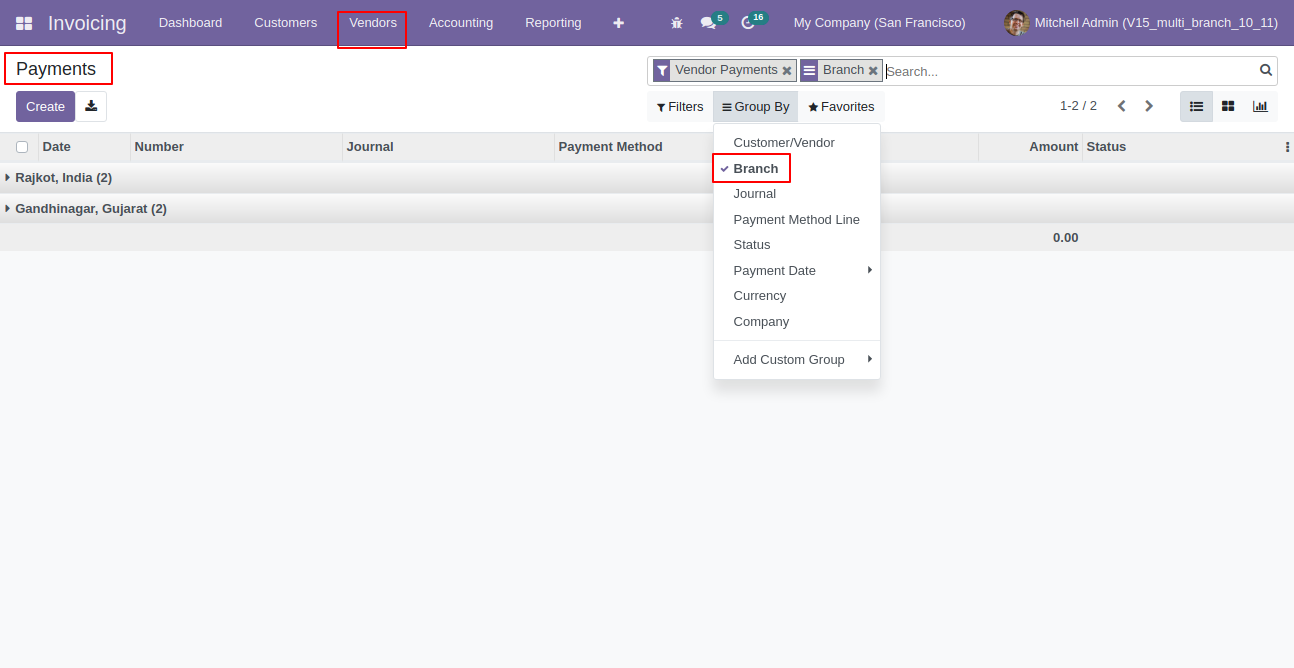 Invoicing Dashboard Customers Vendors Accounting Reporting 5 16 My Company (San Francisco) Mitchell Admin (V15_multi_branch_10_11)
Payments
Vendor Payments Branch Search...
Create
Filters Group By Favorites 1-2 / 2
Date Number Journal Payment Method Amount Status
Rajkot, India (2)
Gandhinagar, Gujarat (2)
0.00
Customer/Vendor
Branch
Journal
Payment Method Line
Status
Payment Date
Currency
Company
Add Custom Group